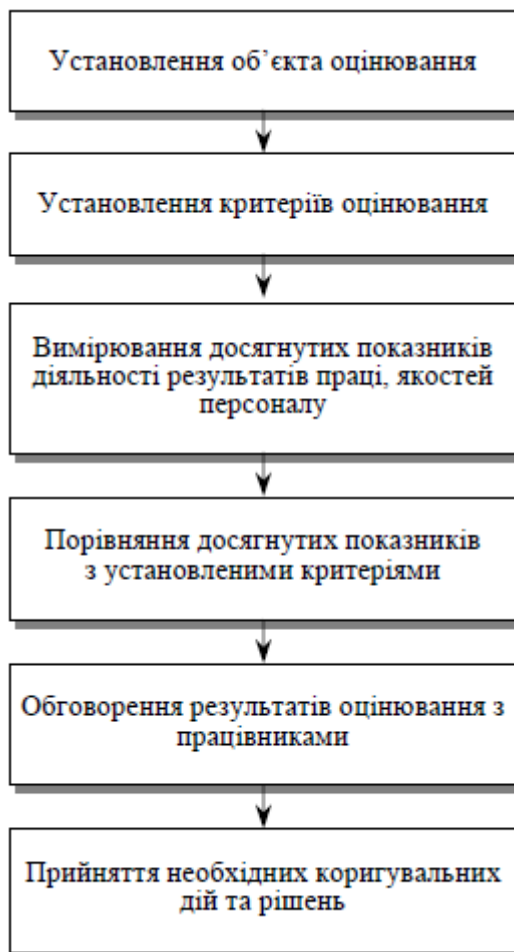 Установлення об’єкта оцінювання
Установлення критеріїв оцінювання
Вимірювання досягнутих показників
діяльності результатів праці, якостей
персоналу
Порівняння досягнутих показників
з установленими критеріями
Обговорення результатів оцінювання з
працівниками
Прийняття необхідних коригувальних
дій та рішень